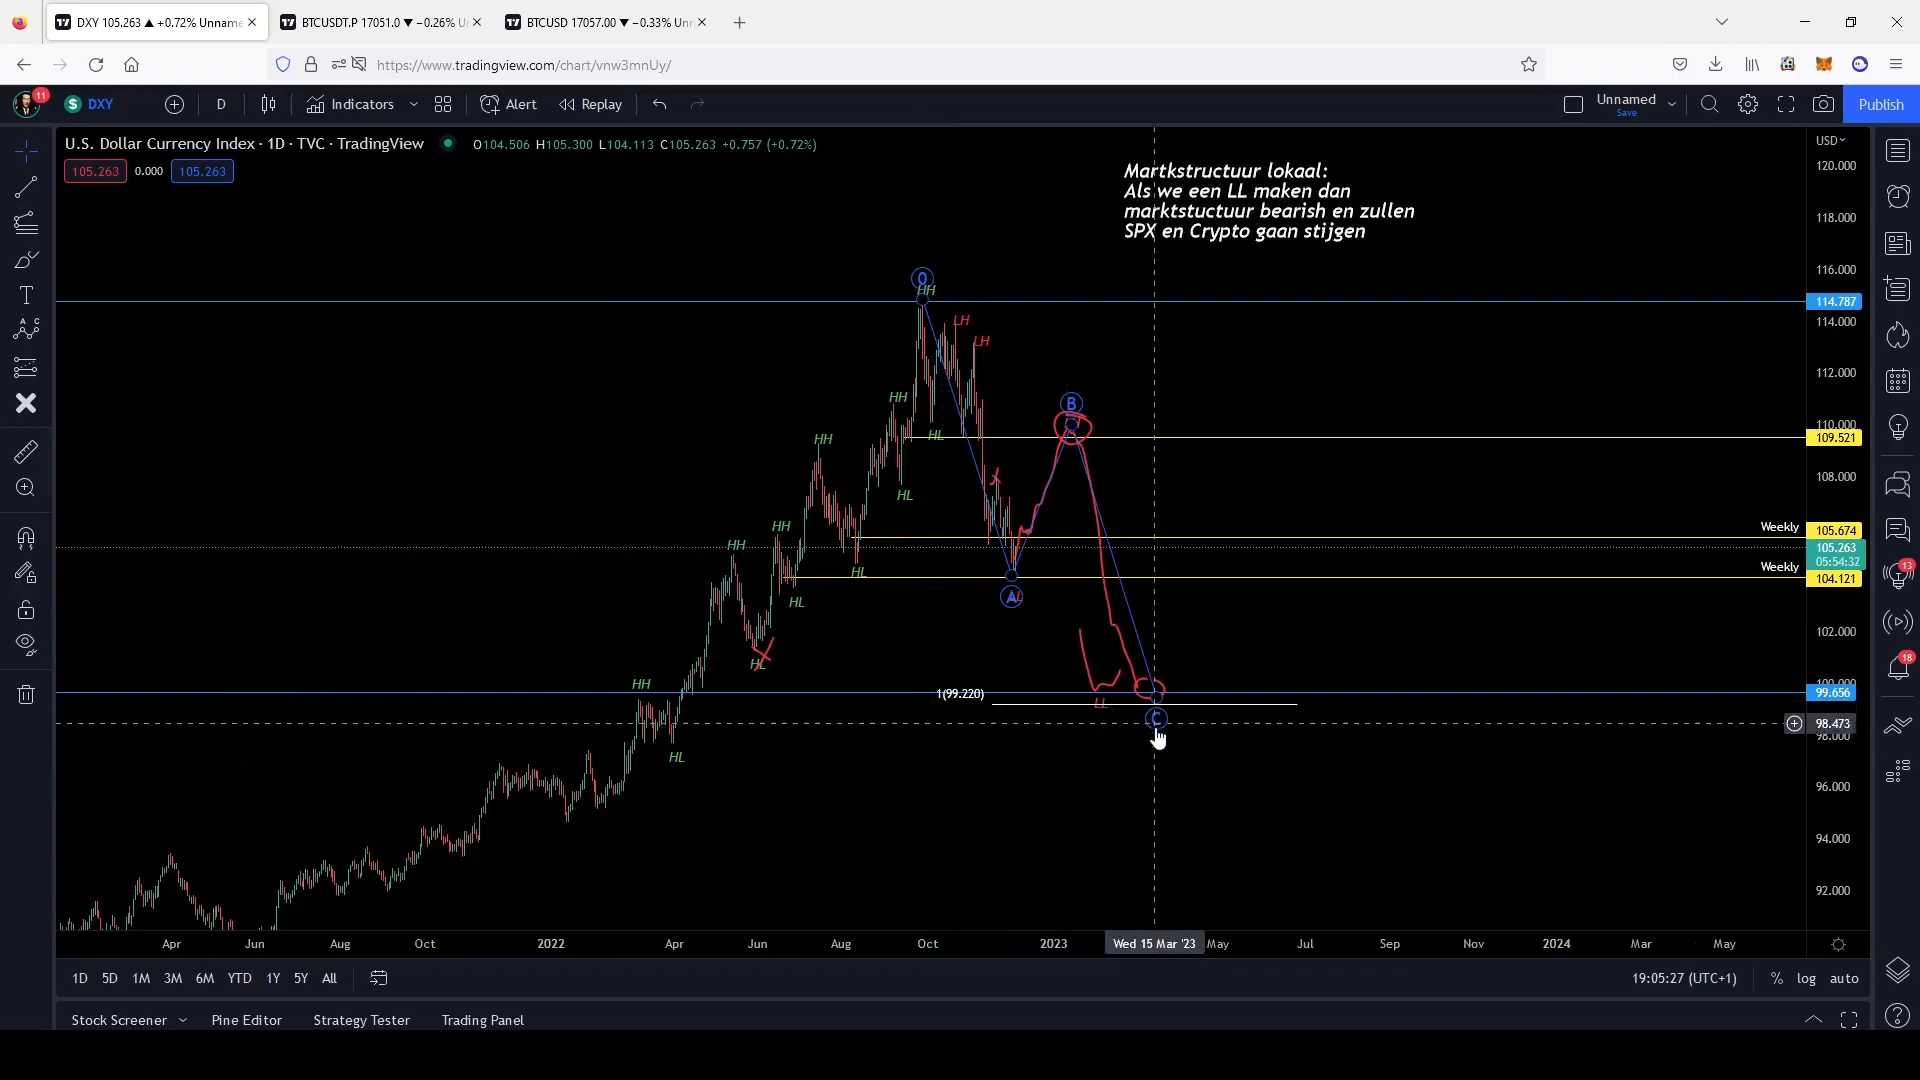 DXY 105.263 ▲ +0.72% Unname
BTCUSDT.P 17051.0 ▼ −0.26% Ur
BTCUSD 17057.00 ▼ −0.33% Unr
https://www.tradingview.com/chart/vnw3mnUy/
11
S DXY
D
Indicators
Alert
Replay
Unnamed
Save
Publish
U.S. Dollar Currency Index · 1D · TVC · TradingView
O104.506 H105.300 L104.113 C105.263 +0.757 (+0.72%)
105.263 0.000 105.263
Martkstructuur lokaal:
Als we een LL maken dan
marktstuctuur bearish en zullen
SPX en Crypto gaan stijgen
USD
120.000
118.000
116.000
0
HH
114.787
LH
114.000
LH
112.000
HH
B
110.000
HL
109.521
HH
108.000
HL
HH
Weekly 105.674
HH
105.263
05:54:32
HL
Weekly 104.121
HL
A
102.000
HL
HH
100.000
1(99.220)
99.656
LL
C
98.473
98.000
HL
96.000
94.000
92.000
Apr Jun Aug Oct 2022 Apr Jun Aug Oct 2023 Wed 15 Mar '23 May Jul Sep Nov 2024 Mar May
13
18
1D 5D 1M 3M 6M YTD 1Y 5Y All
19:05:27 (UTC+1) % log auto
Stock Screener Pine Editor Strategy Tester Trading Panel